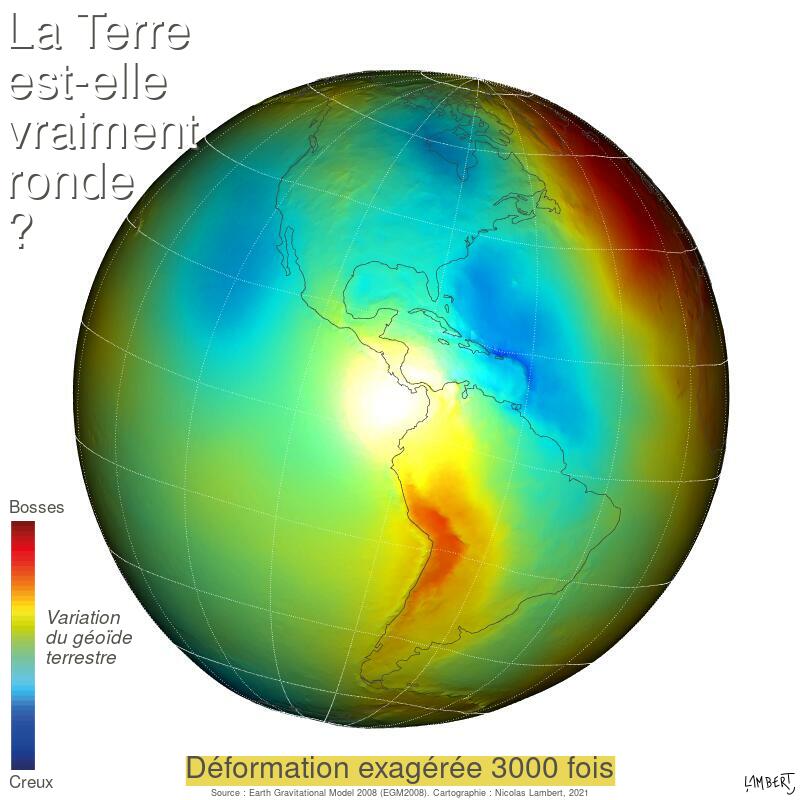 La Terre
est-elle
vraiment
ronde
?
Bosses
Variation
du géoïde
terrestre
Creux
Déformation exagérée 3000 fois
Source : Earth Gravitational Model 2008 (EGM2008). Cartographie : Nicolas Lambert, 2021
LAMBERT